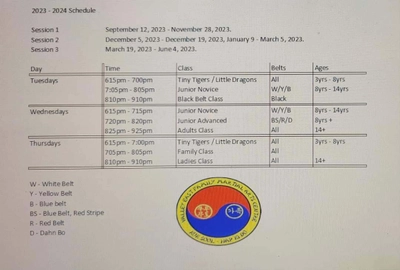 2023 - 2024 Schedule
Session 1 September 12, 2023 - November 28, 2023.
Session 2 December 5, 2023 - December 19, 2023, January 9 - March 5, 2023.
Session 3 March 19, 2023 - June 4, 2023.
Day Time Class Belts Ages
Tuesdays 615pm - 700pm Tiny Tigers / Little Dragons All 3yrs - 8yrs
7:05pm - 805pm Junior Novice W/Y/B 8yrs - 14yrs
810pm - 910pm Black Belt Class Black
Wednesdays 615pm - 715pm Junior Novice W/Y/B 8yrs - 14yrs
720pm - 820pm Junior Advanced BS/R/D 8yrs +
825pm - 925pm Adults Class All 14+
Thursdays 615pm - 7:00pm Tiny Tigers / Little Dragons All 3yrs - 8yrs
705pm - 805pm Family Class All
810pm - 910pm Ladies Class All 14+
W - White Belt
Y - Yellow Belt
B - Blue belt
BS - Blue Belt, Red Stripe
R - Red Belt
D - Dahn Bo
VALLEY EAST FAMILY MARTIAL ARTS CENTRE